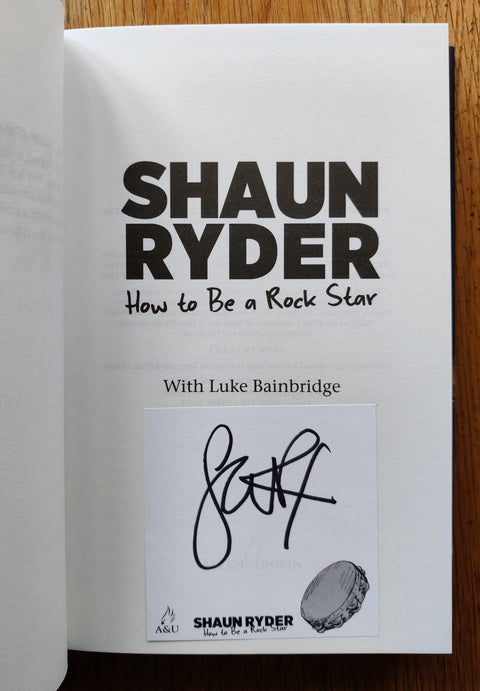 SHAUN
RYDER
How to Be a Rock Star
With Luke Bainbridge
A&U
SHAUN RYDER
How to Be a Rock Star